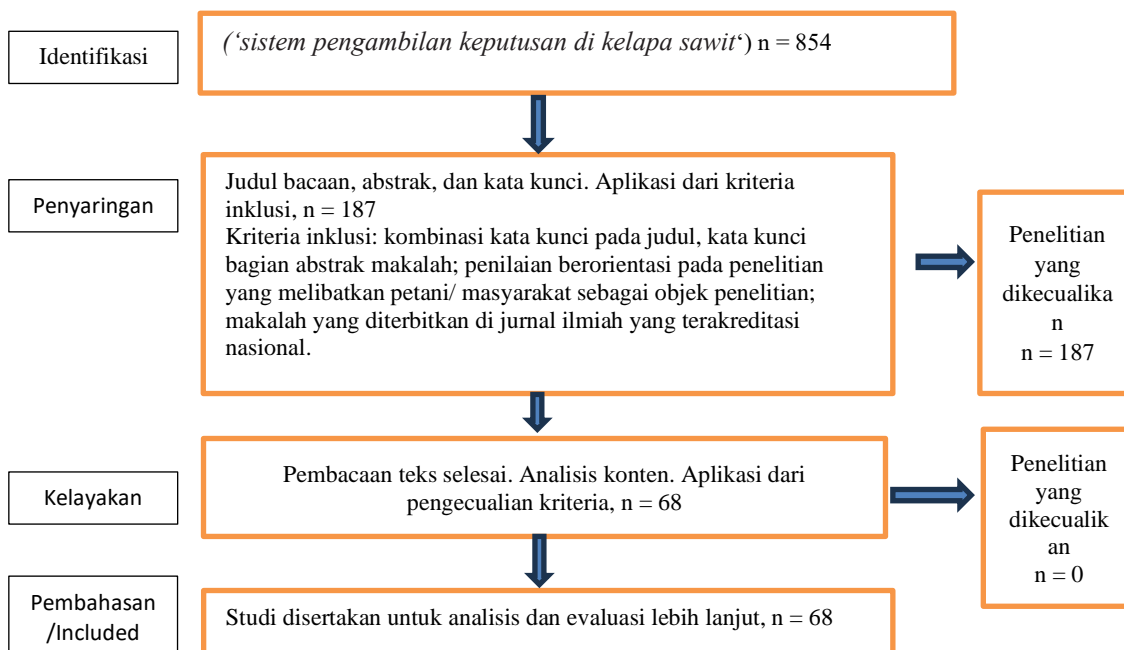 Identifikasi
(‘sistem pengambilan keputusan di kelapa sawit‘) n = 854
Penyaringan
Judul bacaan, abstrak, dan kata kunci. Aplikasi dari kriteria
inklusi, n = 187
Kriteria inklusi: kombinasi kata kunci pada judul, kata kunci
bagian abstrak makalah; penilaian berorientasi pada penelitian
yang melibatkan petani/ masyarakat sebagai objek penelitian;
makalah yang diterbitkan di jurnal ilmiah yang terakreditasi
nasional.
Penelitian
yang
dikecualika
n
n = 187
Kelayakan
Pembacaan teks selesai. Analisis konten. Aplikasi dari
pengecualian kriteria, n = 68
Penelitian
yang
dikecualik
an
n = 0
Pembahasan
/Included
Studi disertakan untuk analisis dan evaluasi lebih lanjut, n = 68